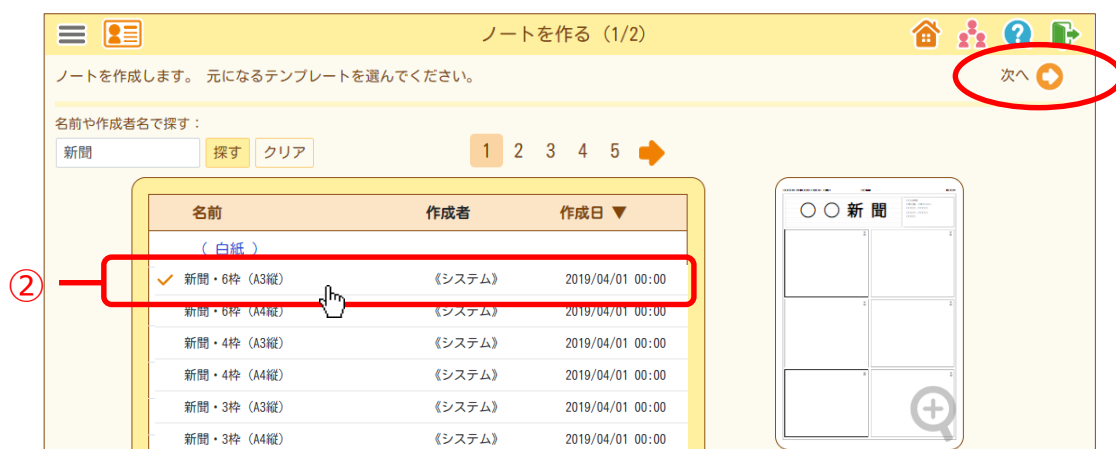 ノートを作る (1/2)
ノートを作成します。 元になるテンプレートを選んでください。
次へ
名前や作成者名で探す：
新聞 探す クリア
1 2 3 4 5
名前 作成者 作成日 ▼
( 白紙 )
② 新聞・6枠 (A3縦) 《システム》 2019/04/01 00:00
新聞・6枠 (A4縦) 《システム》 2019/04/01 00:00
新聞・4枠 (A3縦) 《システム》 2019/04/01 00:00
新聞・4枠 (A4縦) 《システム》 2019/04/01 00:00
新聞・3枠 (A3縦) 《システム》 2019/04/01 00:00
新聞・3枠 (A4縦) 《システム》 2019/04/01 00:00
〇〇新聞